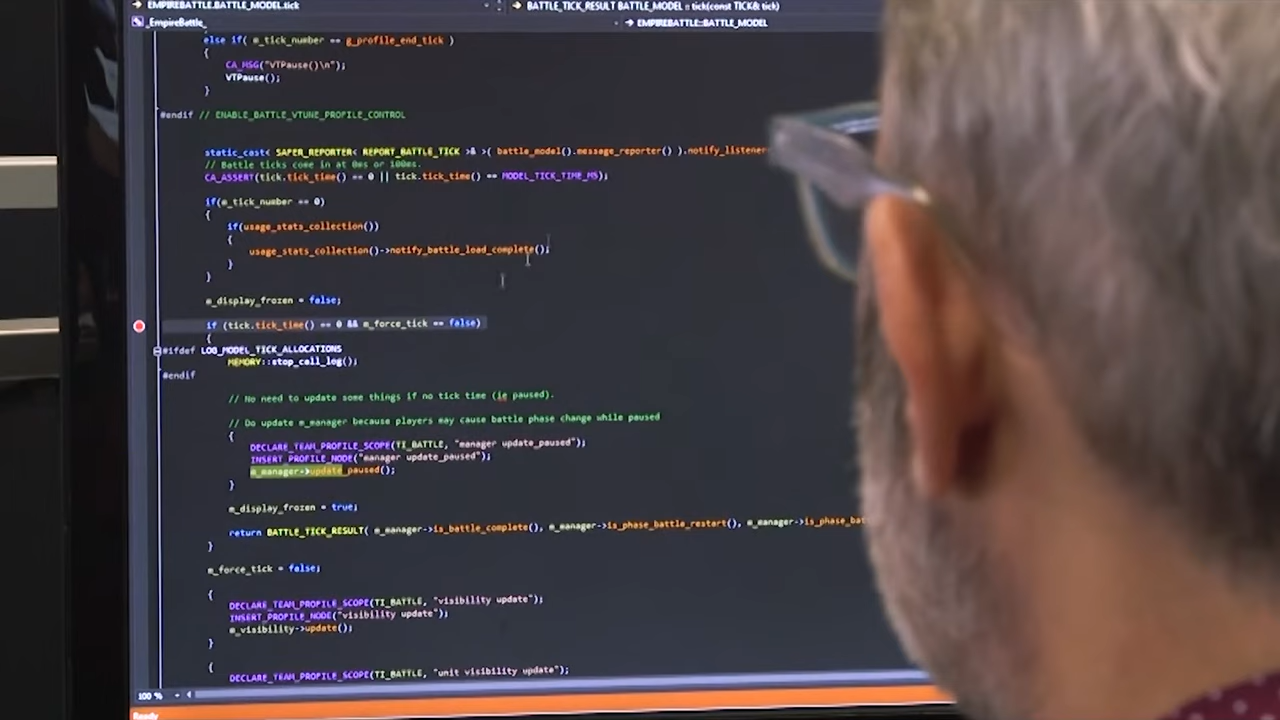 EMPIREBATTLE.BATTLE_MODEL.tick
BATTLE_TICK_RESULT BATTLE_MODEL :: tick(const TICK& tick)
_EmpireBattle_
EMPIREBATTLE::BATTLE_MODEL
else if( m_tick_number == g_profile_end_tick )
{
CA_MSG("VTPause()\n");
VTPause();
}
#endif // ENABLE_BATTLE_VTUNE_PROFILE_CONTROL
static_cast< SAFER_REPORTER< REPORT_BATTLE_TICK >& >( battle_model().message_reporter() ).notify_listener
// Battle ticks come in at 0ms or 100ms.
CA_ASSERT(tick.tick_time() == 0 || tick.tick_time() == MODEL_TICK_TIME_MS);
if(m_tick_number == 0)
{
if(usage_stats_collection())
{
usage_stats_collection()->notify_battle_load_complete();
}
}
m_display_frozen = false;
if (tick.tick_time() == 0 && m_force_tick == false)
{
#ifdef LOG_MODEL_TICK_ALLOCATIONS
MEMORY::stop_call_log();
#endif
// No need to update some things if no tick time (ie paused).
// Do update m_manager because players may cause battle phase change while paused
{
DECLARE_TEAM_PROFILE_SCOPE(TI_BATTLE, "manager update_paused");
INSERT_PROFILE_NODE("manager update_paused");
m_manager->update_paused();
}
m_display_frozen = true;
return BATTLE_TICK_RESULT( m_manager->is_battle_complete(), m_manager->is_phase_battle_restart(), m_manager->is_phase_bat
}
m_force_tick = false;
{
DECLARE_TEAM_PROFILE_SCOPE(TI_BATTLE, "visibility update");
INSERT_PROFILE_NODE("visibility update");
m_visibility->update();
}
{
DECLARE_TEAM_PROFILE_SCOPE(TI_BATTLE, "unit visibility update");
100 %
Ready